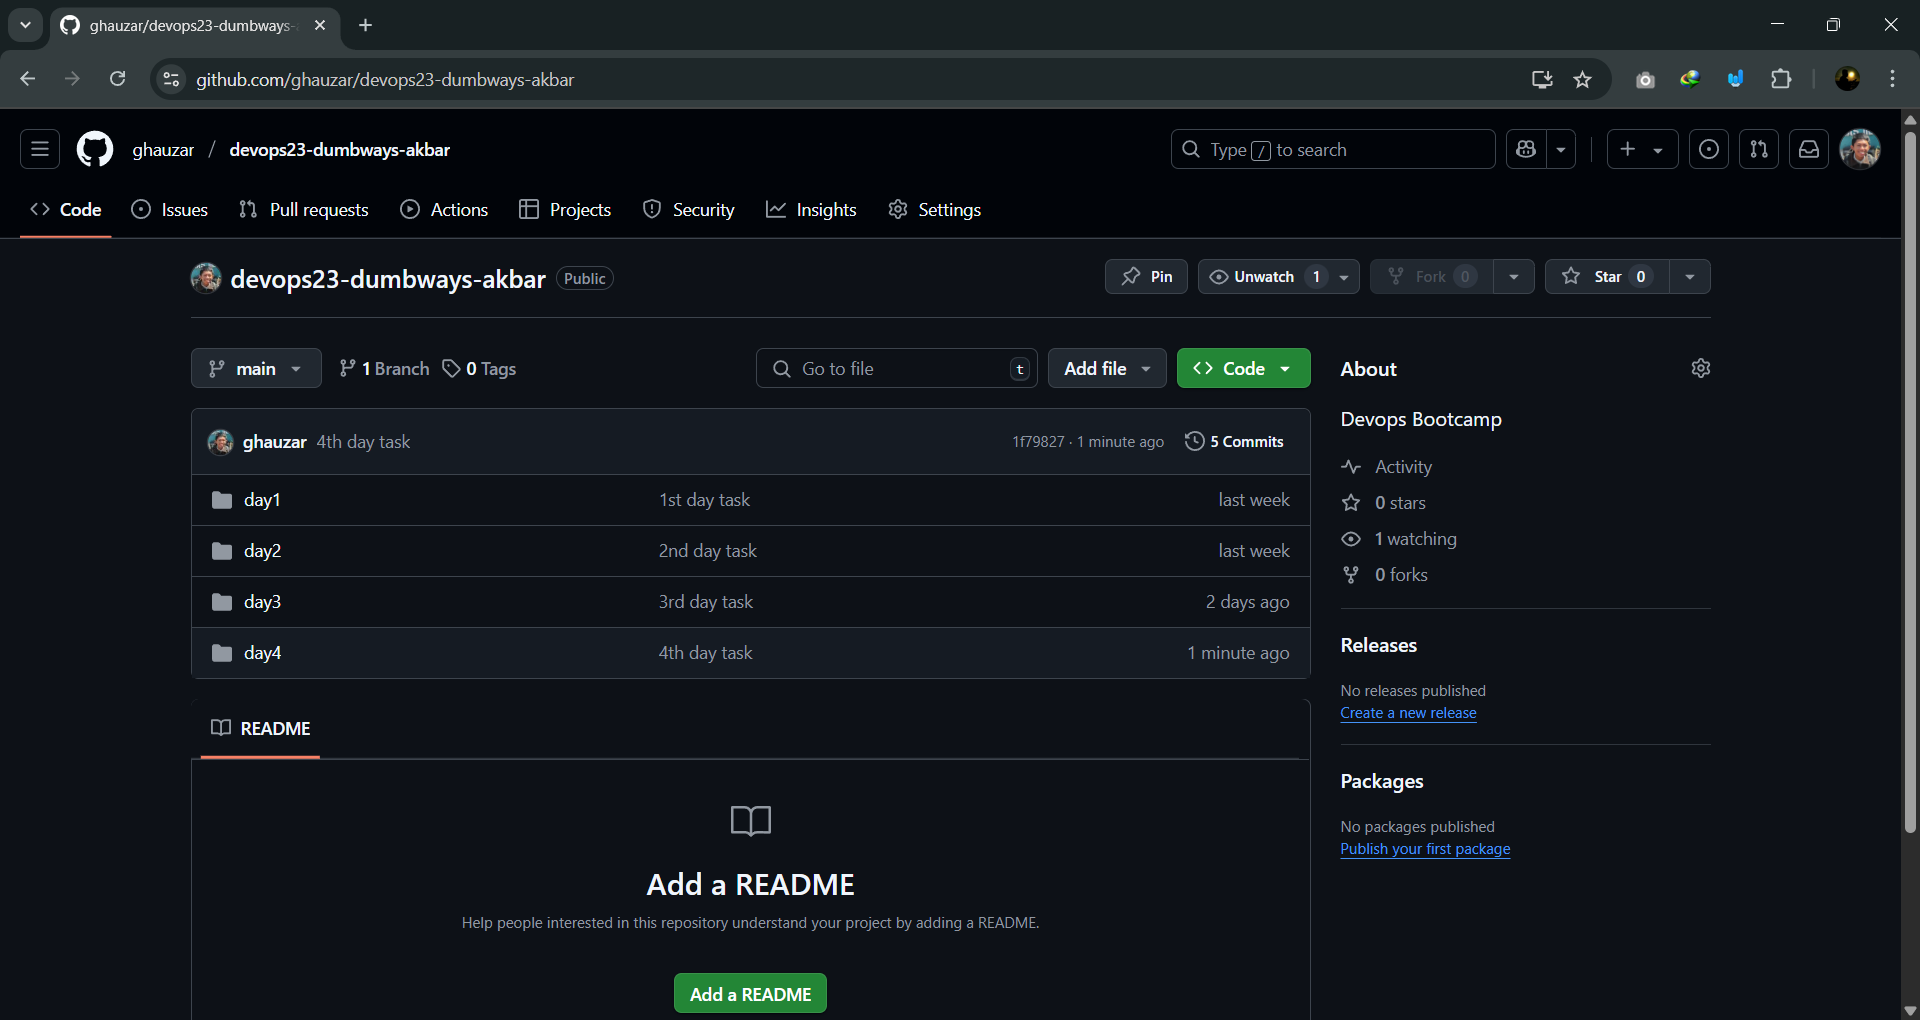 ghauzar/devops23-dumbways-
github.com/ghauzar/devops23-dumbways-akbar
ghauzar / devops23-dumbways-akbar
Type / to search
Code Issues Pull requests Actions Projects Security Insights Settings
devops23-dumbways-akbar Public
Pin Unwatch 1 Fork 0 Star 0
main 1 Branch 0 Tags Go to file t Add file Code
ghauzar 4th day task 1f79827 · 1 minute ago 5 Commits
day1 1st day task last week
day2 2nd day task last week
day3 3rd day task 2 days ago
day4 4th day task 1 minute ago
README
Add a README
Help people interested in this repository understand your project by adding a README.
Add a README
About
Devops Bootcamp
Activity
0 stars
1 watching
0 forks
Releases
No releases published
Create a new release
Packages
No packages published
Publish your first package